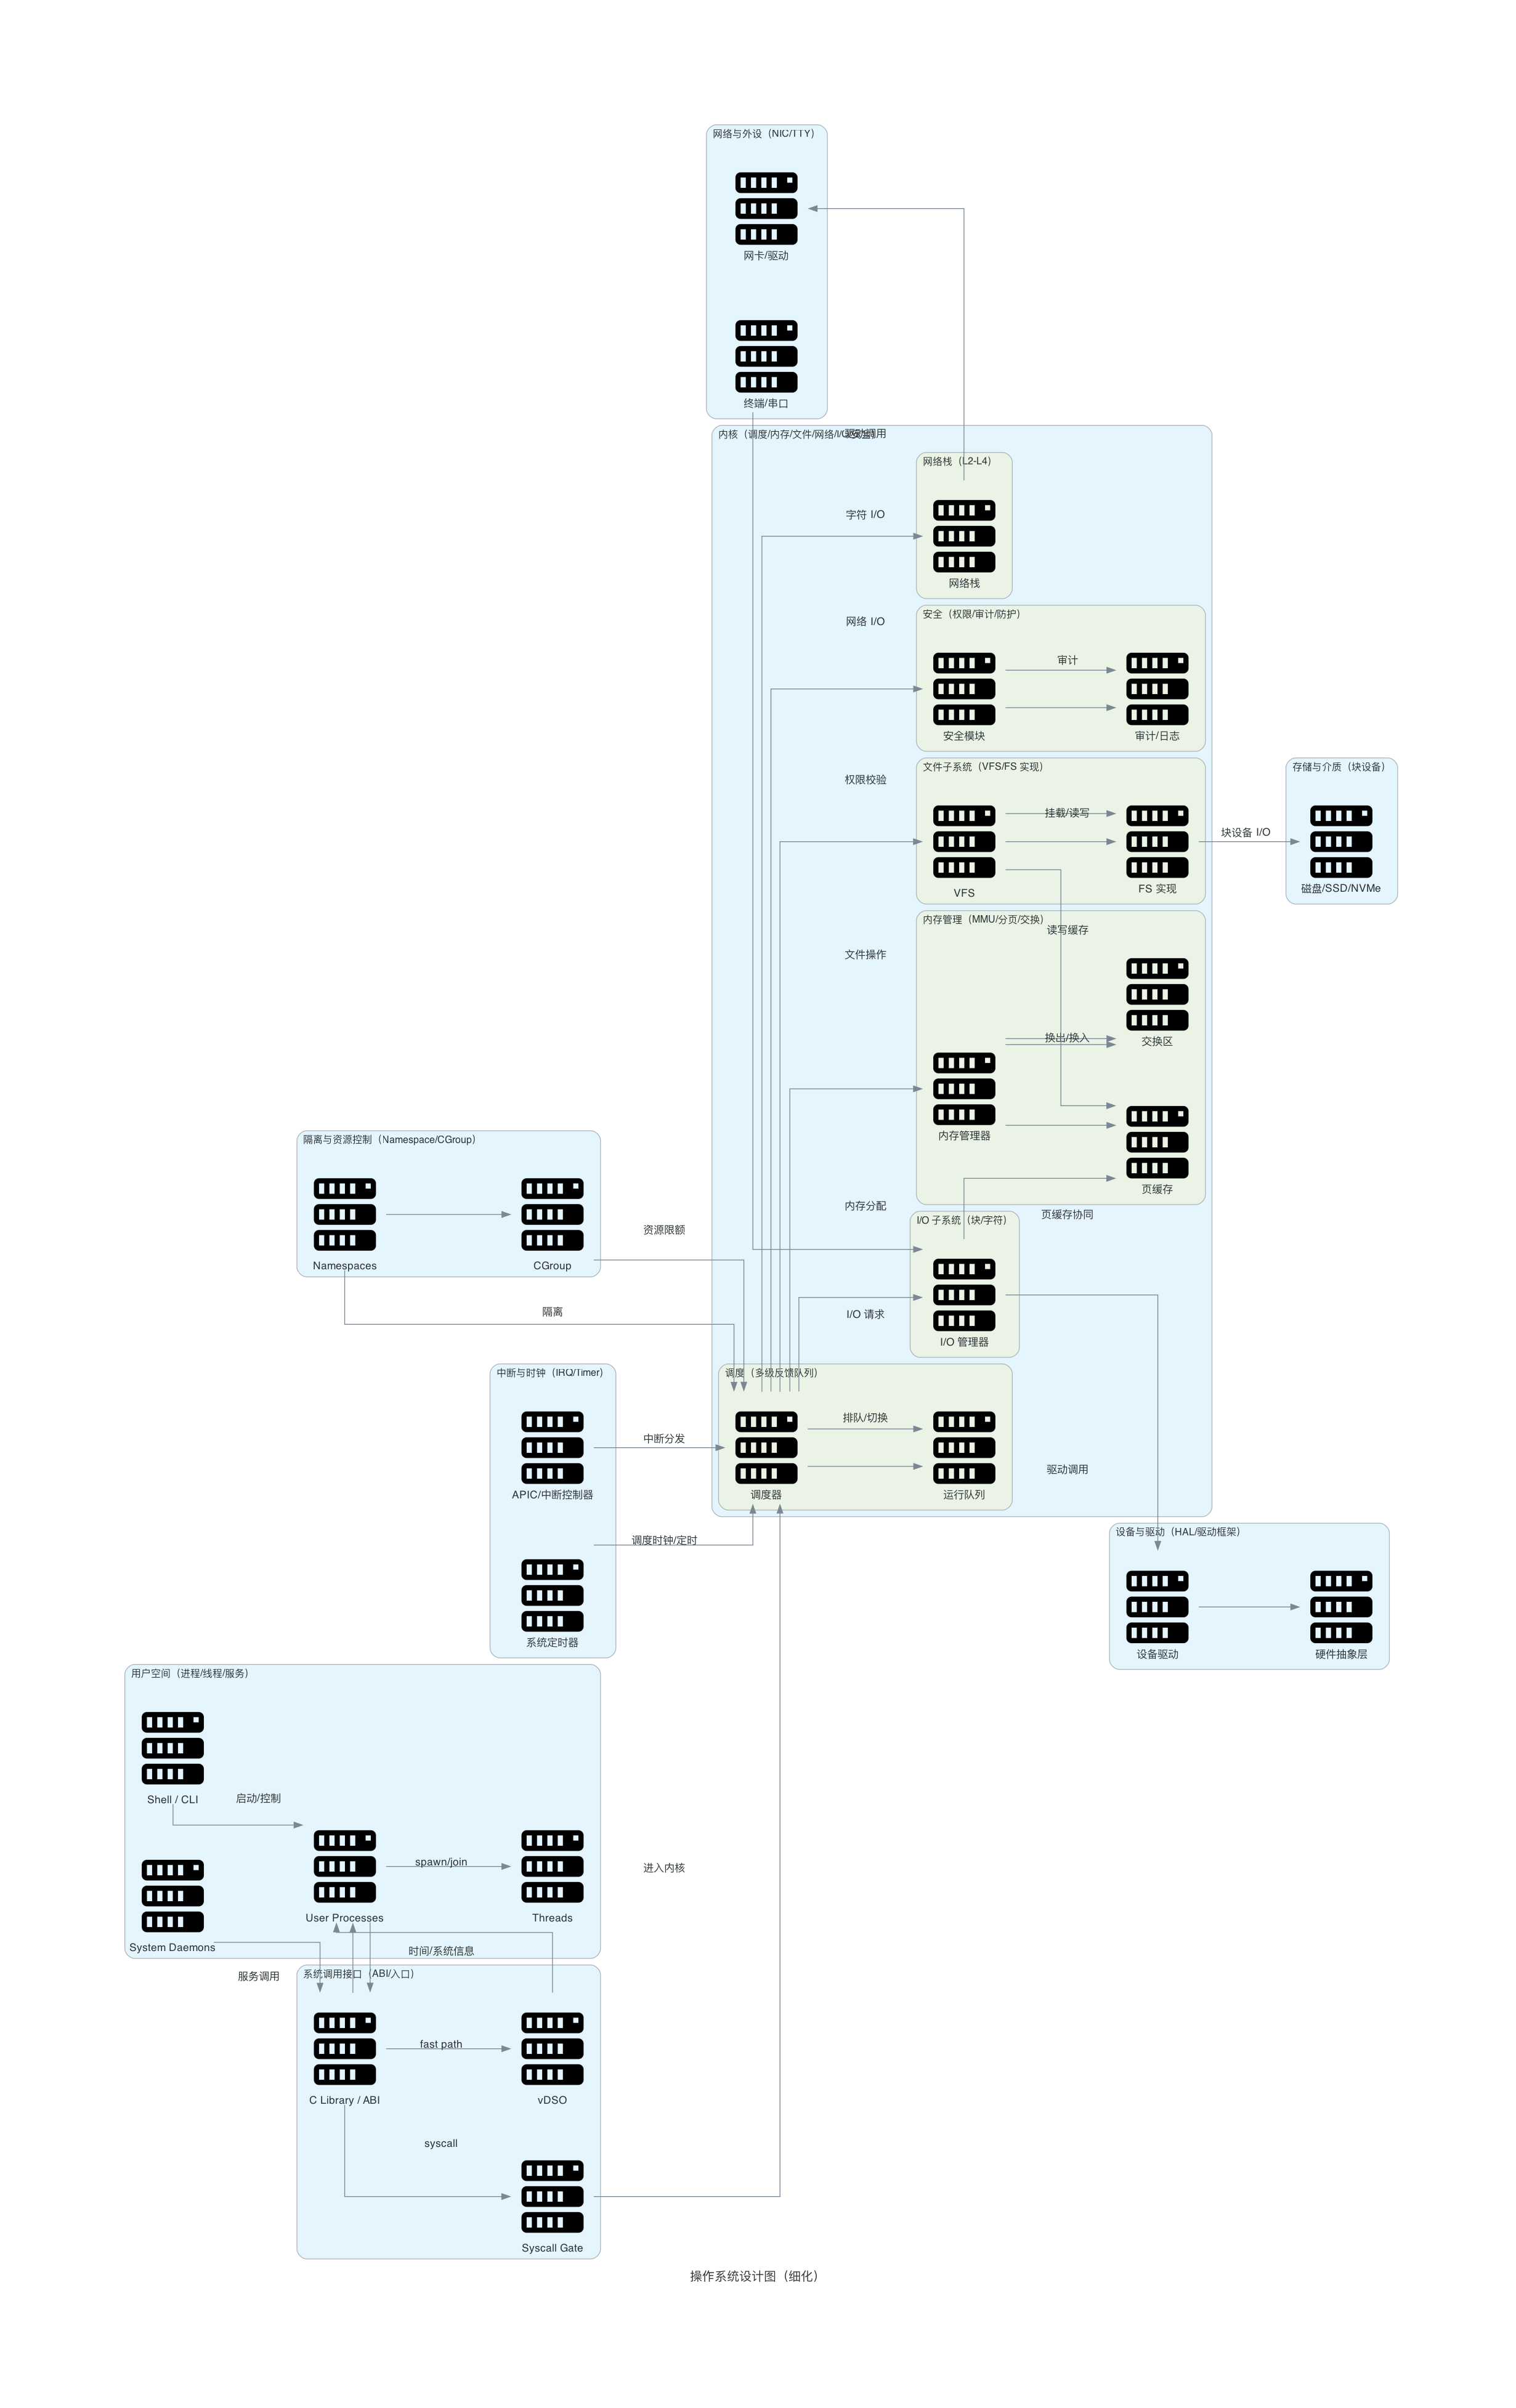 网络与外设（NIC/TTY）
网卡/驱动
终端/串口
内核（调度/内存/文件/网络/I/O/安全）
驱动调用
网络栈（L2-L4）
字符 I/O
网络栈
安全（权限/审计/防护）
网络 I/O
审计
安全模块
审计/日志
文件子系统（VFS/FS 实现）
存储与介质（块设备）
权限校验
挂载/读写
块设备 I/O
VFS
FS 实现
磁盘/SSD/NVMe
内存管理（MMU/分页/交换）
读写缓存
文件操作
换出/换入
交换区
内存管理器
隔离与资源控制（Namespace/CGroup）
页缓存
内存分配
页缓存协同
I/O 子系统（块/字符）
资源限额
Namespaces
CGroup
隔离
I/O 请求
I/O 管理器
中断与时钟（IRQ/Timer）
调度（多级反馈队列）
排队/切换
中断分发
驱动调用
APIC/中断控制器
调度器
运行队列
调度时钟/定时
设备与驱动（HAL/驱动框架）
系统定时器
设备驱动
硬件抽象层
用户空间（进程/线程/服务）
Shell / CLI
启动/控制
spawn/join
进入内核
User Processes
Threads
System Daemons
时间/系统信息
服务调用
系统调用接口（ABI/入口）
fast path
C Library / ABI
vDSO
syscall
Syscall Gate
操作系统设计图（细化）